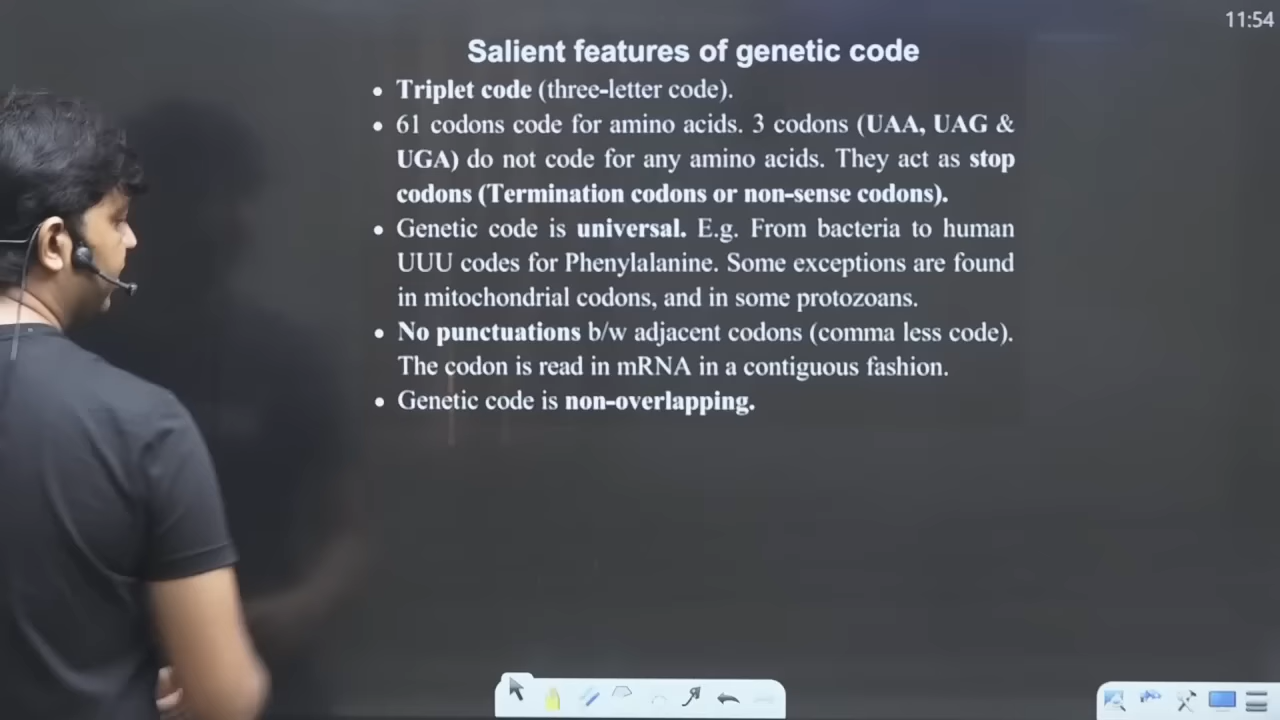 11:54
Salient features of genetic code
• Triplet code (three-letter code).
• 61 codons code for amino acids. 3 codons (UAA, UAG &
UGA) do not code for any amino acids. They act as stop
codons (Termination codons or non-sense codons).
• Genetic code is universal. E.g. From bacteria to human
UUU codes for Phenylalanine. Some exceptions are found
in mitochondrial codons, and in some protozoans.
• No punctuations b/w adjacent codons (comma less code).
The codon is read in mRNA in a contiguous fashion.
• Genetic code is non-overlapping.